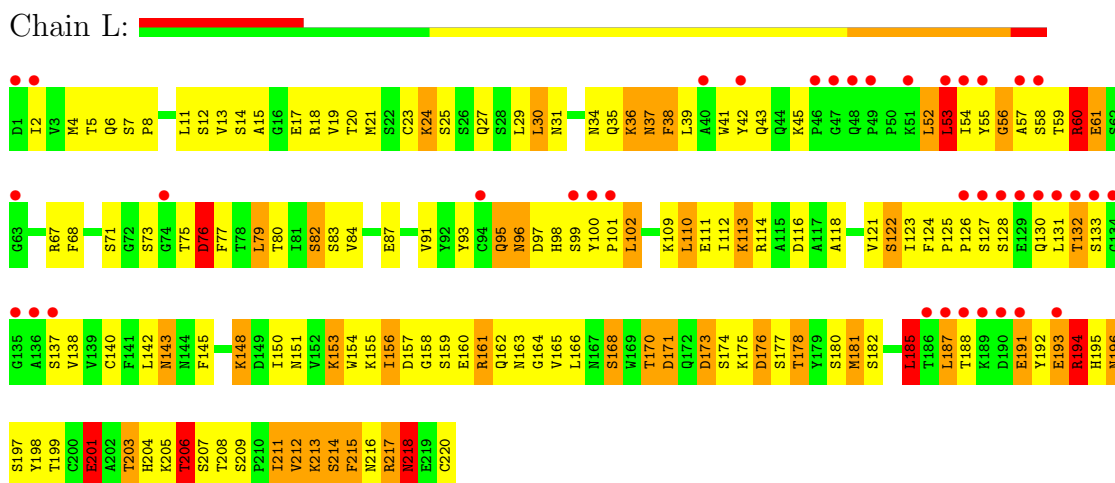 Chain L:
D1 I2 V3 M4 T5 Q6 S7 P8 L11 S12 V13 S14 A15 G16 E17 R18 V19 T20 M21 S22 C23 K24 S25 S26 Q27 S28 L29 L30 N31 N34 Q35 K36 N37 F38 L39 A40 W41 Y42 Q43 Q44 K45 P46 G47 Q48 P49 P50 K51 L52 L53 I54 Y55 G56 A57 S58 T59 R60 E61 S62
G63 R67 F68 S71 G72 S73 G74 T75 D76 F77 T78 L79 T80 I81 S82 S83 V84 E87 V91 Y92 Y93 C94 Q95 N96 D97 H98 S99 Y100 P101 L102 K109 L110 E111 I112 K113 R114 A115 D116 A117 A118 V121 S122 I123 F124 P125 P126 S127 S128 E129 Q130 L131 T132 S133 G134
G135 A136 S137 V138 V139 C140 F141 L142 N143 N144 F145 K148 D149 I150 N151 V152 K153 W154 K155 I156 D157 G158 S159 E160 R161 Q162 N163 G164 V165 L166 N167 S168 W169 T170 D171 Q172 D173 S174 K175 D176 S177 T178 Y179 S180 M181 S182 L185 T186 L187 T188 K189 D190 E191 Y192 E193 R194 H195 N196
S197 Y198 T199 C200 E201 A202 T203 H204 K205 T206 S207 T208 S209 P210 I211 V212 K213 S214 F215 N216 R217 N218 E219 C220